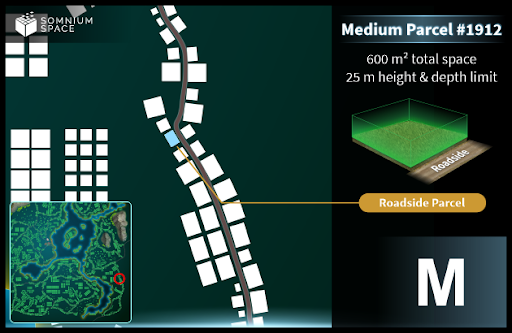 SOMNIUM
SPACE
Medium Parcel #1912
600 m² total space
25 m height & depth limit
Roadside
Roadside Parcel
M